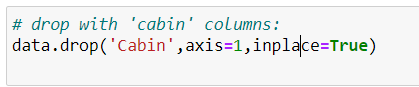 # drop with 'cabin' columns:
data.drop('Cabin',axis=1,inplace=True)